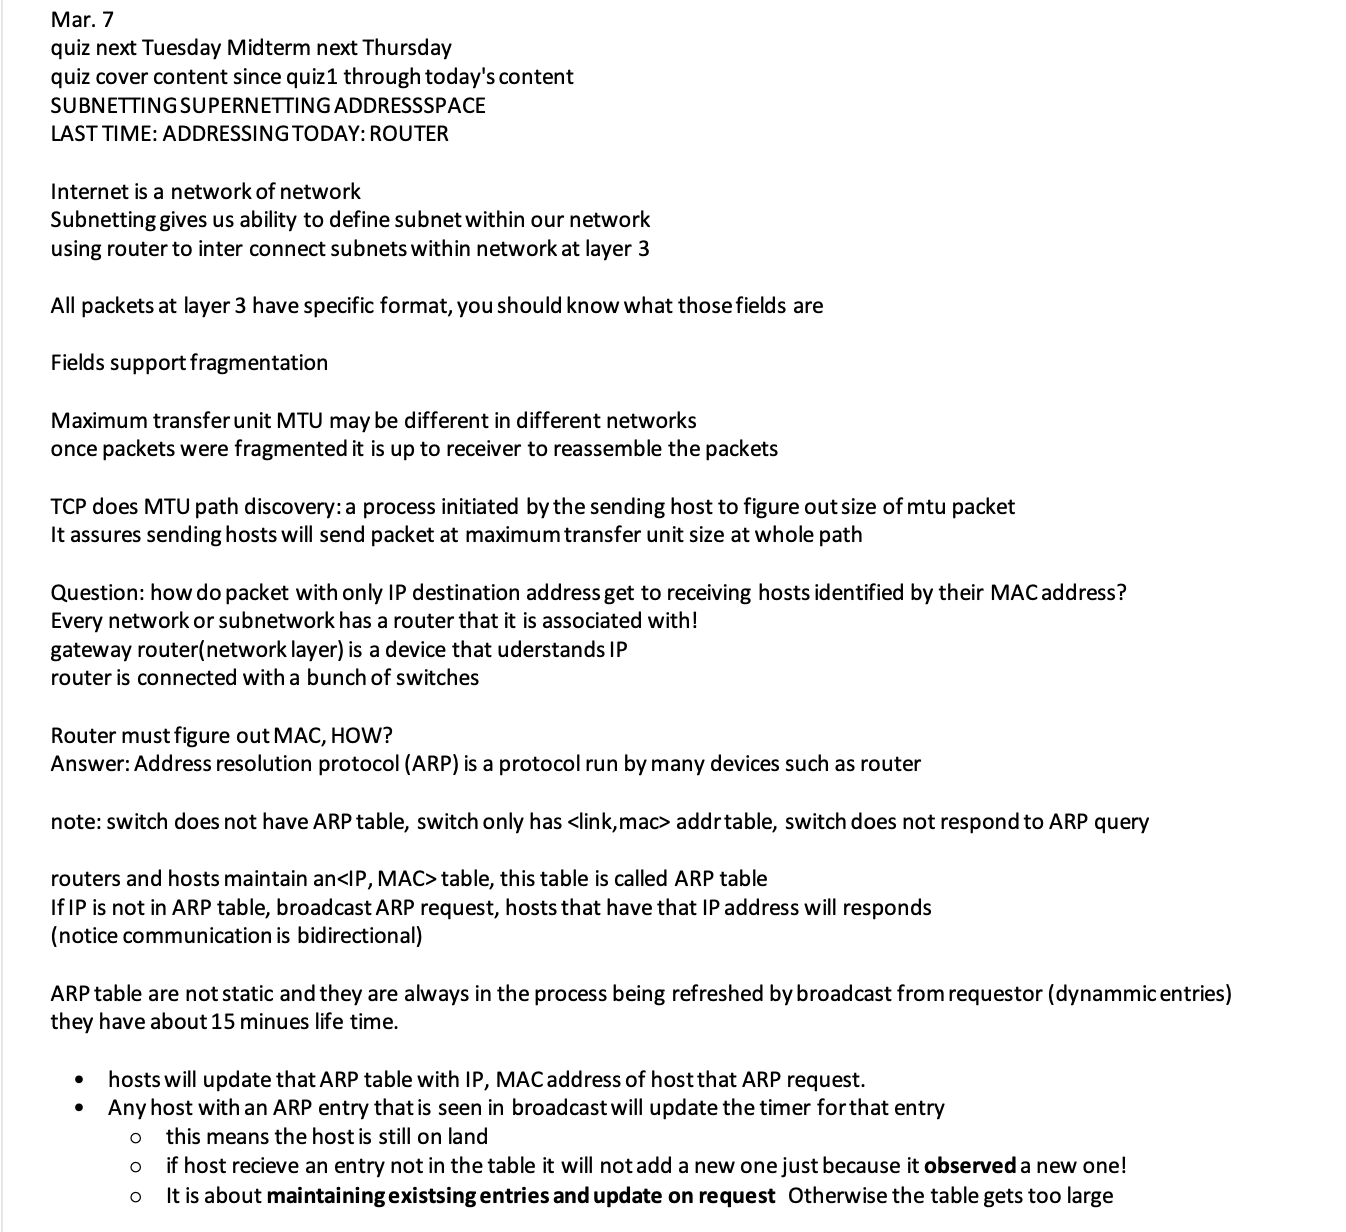 Mar. 7
quiz next Tuesday Midterm next Thursday
quiz cover content since quiz1 through today's content
SUBNETTING SUPERNETTING ADDRESSSPACE
LAST TIME: ADDRESSING TODAY: ROUTER
Internet is a network of network
Subnetting gives us ability to define subnet within our network
using router to inter connect subnets within network at layer 3
All packets at layer 3 have specific format, you should know what those fields are
Fields support fragmentation
Maximum transfer unit MTU may be different in different networks
once packets were fragmented it is up to receiver to reassemble the packets
TCP does MTU path discovery: a process initiated by the sending host to figure out size of mtu packet
It assures sending hosts will send packet at maximum transfer unit size at whole path
Question: how do packet with only IP destination address get to receiving hosts identified by their MAC address?
Every network or subnetwork has a router that it is associated with!
gateway router(network layer) is a device that uderstands IP
router is connected with a bunch of switches
Router must figure out MAC, HOW?
Answer: Address resolution protocol (ARP) is a protocol run by many devices such as router
note: switch does not have ARP table, switch only has <link,mac> addr table, switch does not respond to ARP query
routers and hosts maintain an<IP, MAC> table, this table is called ARP table
If IP is not in ARP table, broadcast ARP request, hosts that have that IP address will responds
(notice communication is bidirectional)
ARP table are not static and they are always in the process being refreshed by broadcast from requestor (dynammic entries)
they have about 15 minues life time.
• hosts will update that ARP table with IP, MAC address of host that ARP request.
• Any host with an ARP entry that is seen in broadcast will update the timer for that entry
o this means the host is still on land
o if host recieve an entry not in the table it will not add a new one just because it observed a new one!
o It is about maintaining existsing entries and update on request Otherwise the table gets too large